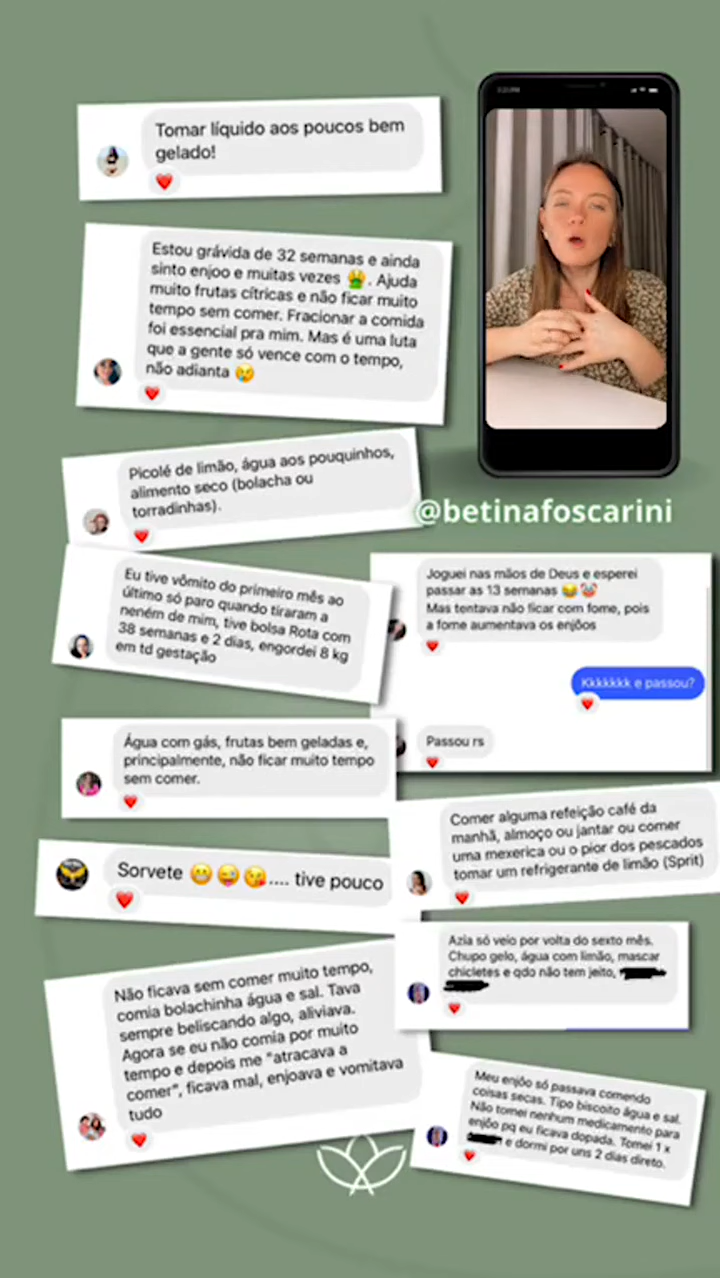 Tomar líquido aos poucos bem
gelado!
Estou grávida de 32 semanas e ainda
sinto enjoo e muitas vezes 🤮. Ajuda
muito frutas cítricas e não ficar muito
tempo sem comer. Fracionar a comida
foi essencial pra mim. Mas é uma luta
que a gente só vence com o tempo,
não adianta 😢
Picolé de limão, água aos pouquinhos,
alimento seco (bolacha ou
torradinhas).
@betinafoscarini
Eu tive vômito do primeiro mês ao
último só paro quando tiraram a
neném de mim, tive bolsa Rota com
38 semanas e 2 dias, engordei 8 kg
em td gestação
Joguei nas mãos de Deus e esperei
passar as 13 semanas 😂🤡
Mas tentava não ficar com fome, pois
a fome aumentava os enjôos
Kkkkkkk e passou?
Passou rs
Água com gás, frutas bem geladas e,
principalmente, não ficar muito tempo
sem comer.
Comer alguma refeição café da
manhã, almoço ou jantar ou comer
uma mexerica ou o pior dos pescados
tomar um refrigerante de limão (Sprit)
Sorvete 😬😜😘.... tive pouco
Azia só veio por volta do sexto mês.
Chupo gelo, água com limão, mascar
chicletes e qdo não tem jeito,
Não ficava sem comer muito tempo,
comia bolachinha água e sal. Tava
sempre beliscando algo, aliviava.
Agora se eu não comia por muito
tempo e depois me "atracava a
comer", ficava mal, enjoava e vomitava
tudo
Meu enjôo só passava comendo
coisas secas. Tipo biscoito água e sal.
Não tomei nenhum medicamento para
enjôo pq eu ficava dopada. Tomei 1 x
e dormi por uns 2 dias direto.